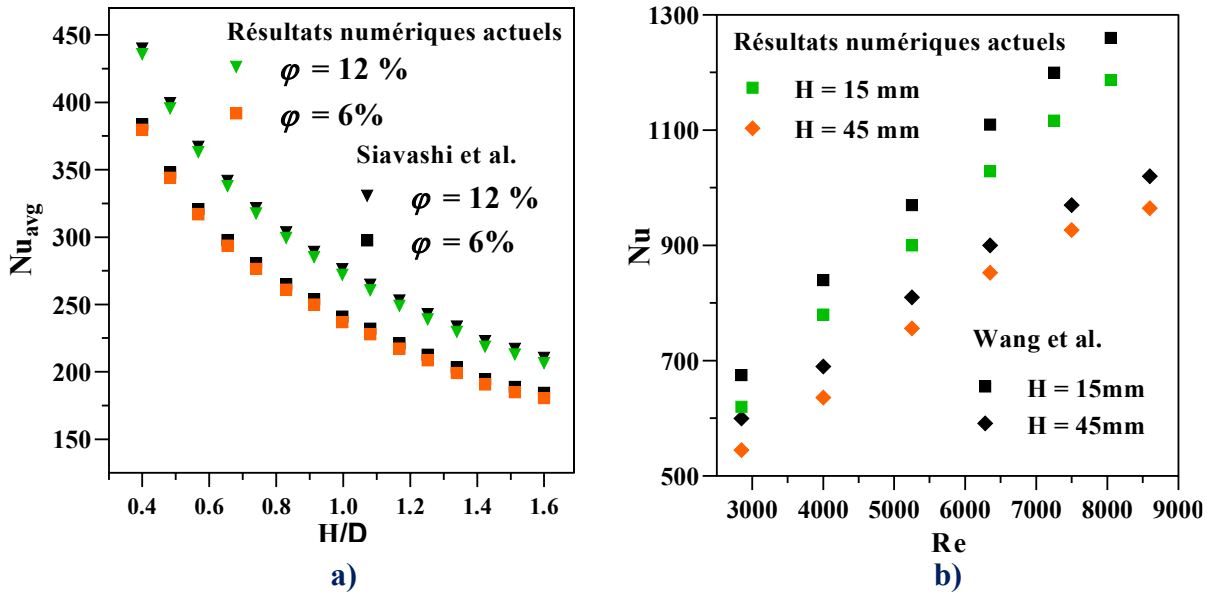 450
400
350
300
250
200
150
Nu_avg
0.4 0.6 0.8 1.0 1.2 1.4 1.6
H/D
Résultats numériques actuels
φ = 12 %
φ = 6%
Siavashi et al.
φ = 12 %
φ = 6%
a)
1300
1100
900
700
500
Nu
3000 4000 5000 6000 7000 8000 9000
Re
Résultats numériques actuels
H = 15 mm
H = 45 mm
Wang et al.
H = 15mm
H = 45mm
b)